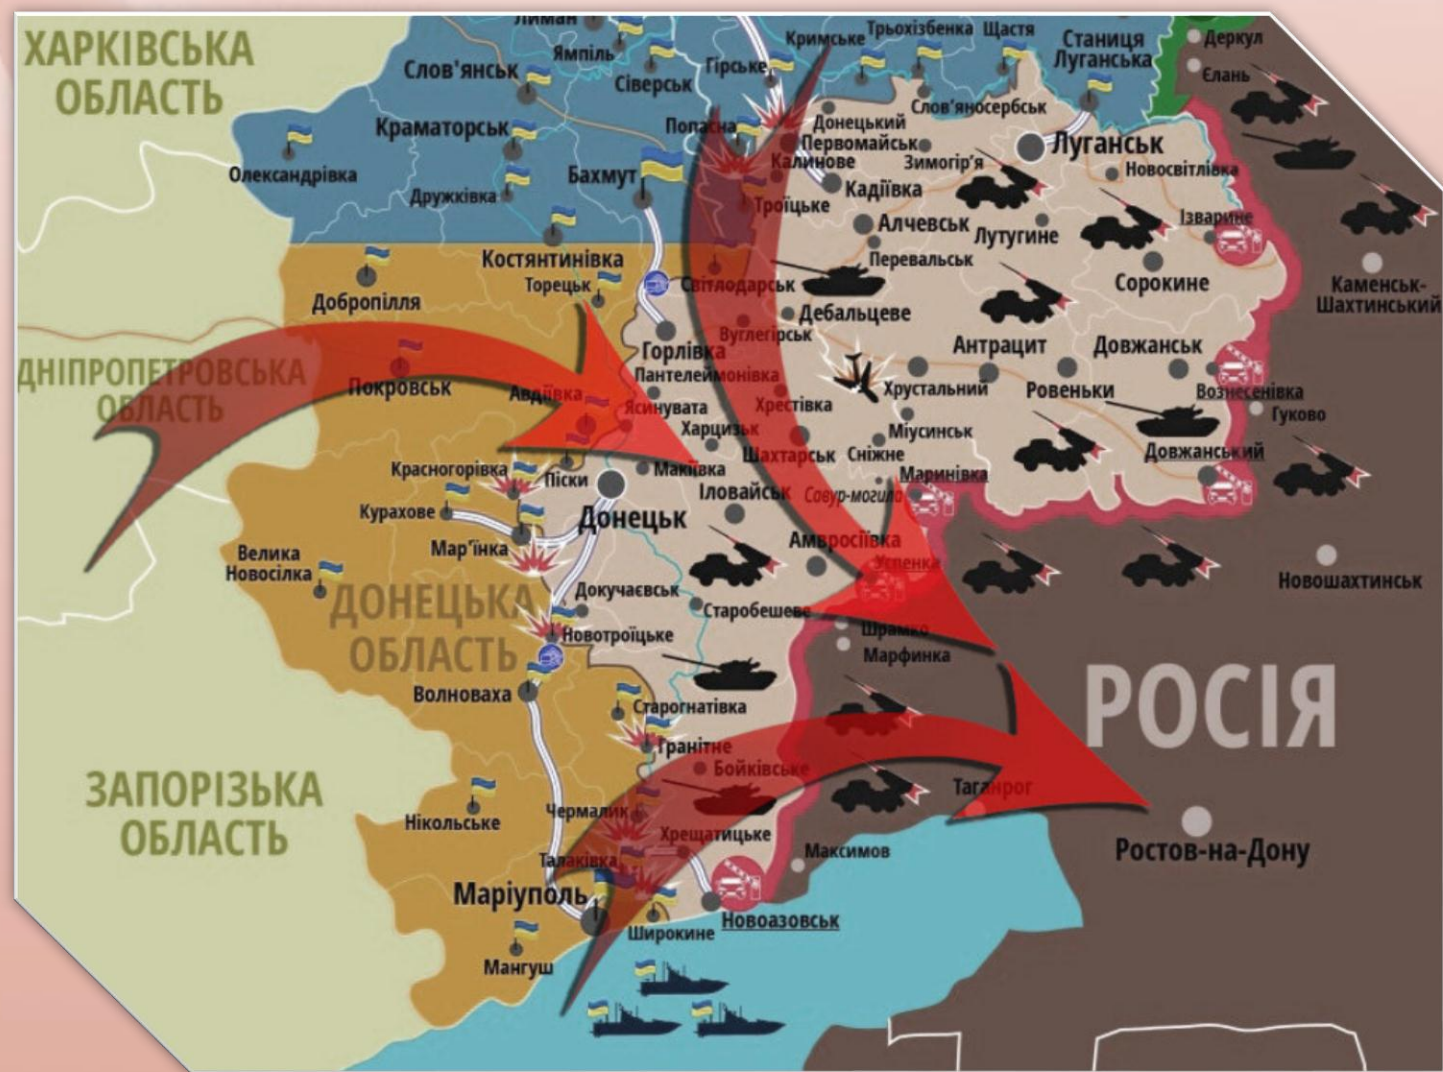 Лиман
Ямпіль
Кримське
Трьохізбенка
Щастя
Деркул
ХАРКІВСЬКА
ОБЛАСТЬ
Слов'янськ
Сіверськ
Гірське
Станиця
Луганська
Єлань
Слов'яносербськ
Краматорськ
Попасна
Донецький
Первомайськ
Калинове
Зимогір'я
Луганськ
Новосвітлівка
Олександрівка
Дружківка
Бахмут
Кадіївка
Троїцьке
Алчевськ
Лутугине
Ізварине
Костянтинівка
Торецьк
Перевальськ
Сорокине
Каменськ-
Шахтинський
Світлодарськ
Добропілля
Дебальцеве
Вуглегірськ
Горлівка
Антрацит
Довжанськ
ДНІПРОПЕТРОВСЬКА
ОБЛАСТЬ
Покровськ
Авдіївка
Пантелеймонівка
Хрустальний
Ровеньки
Вознесенівка
Гуково
Ясинувата
Хрестівка
Харцизьк
Міусинськ
Шахтарськ
Сніжне
Довжанський
Красногорівка
Піски
Макіївка
Маринівка
Іловайськ
Савур-могила
Курахове
Донецьк
Мар'їнка
Амвросіївка
Велика
Новосілка
Успенка
Новошахтинськ
ДОНЕЦЬКА
ОБЛАСТЬ
Докучаєвськ
Старобешеве
Новотроїцьке
Шрамко
Марфинка
Волноваха
Старогнатівка
РОСІЯ
Гранітне
Бойківське
Таганрог
ЗАПОРІЗЬКА
ОБЛАСТЬ
Нікольське
Чермалик
Хрещатицьке
Талаківка
Максимов
Ростов-на-Дону
Маріуполь
Широкине
Новоазовськ
Мангуш